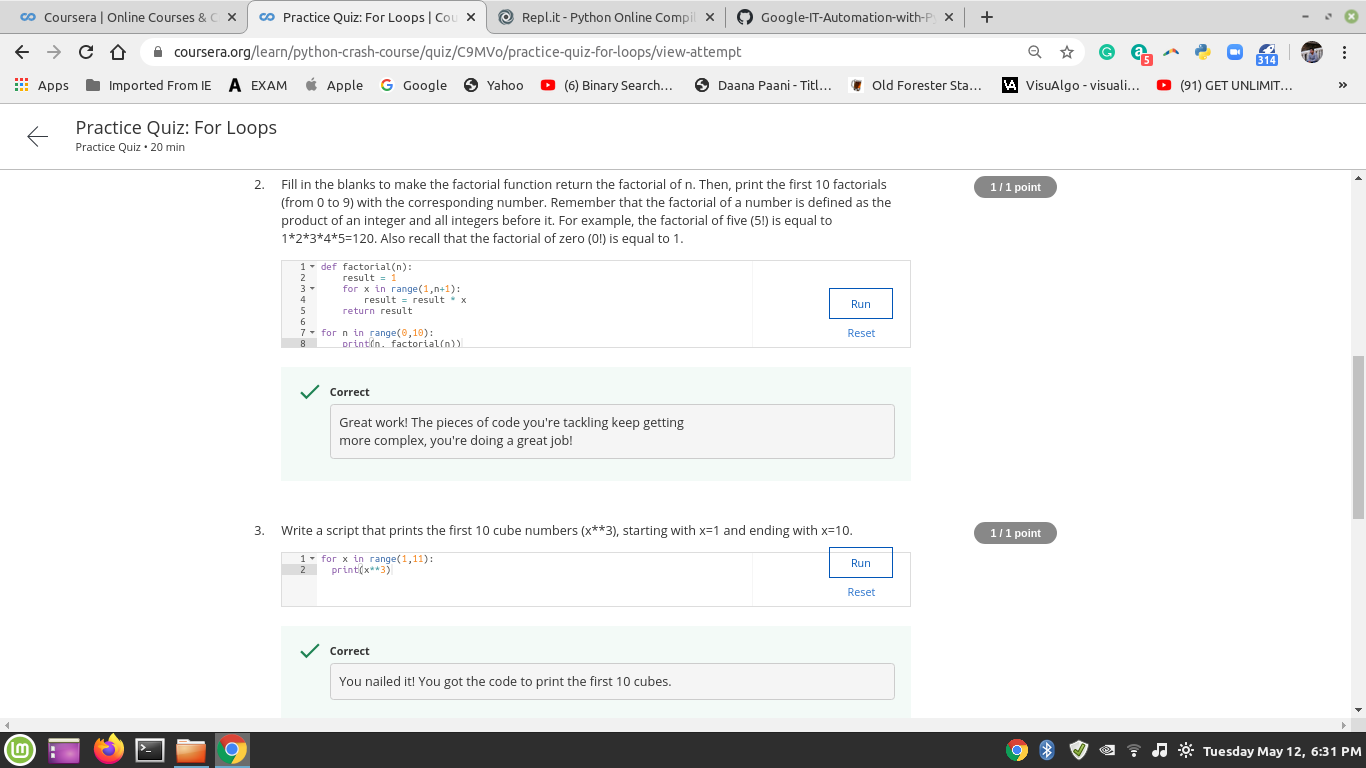 Coursera | Online Courses & C
Practice Quiz: For Loops | Cou
Repl.it - Python Online Compil
Google-IT-Automation-with-P
coursera.org/learn/python-crash-course/quiz/C9MVo/practice-quiz-for-loops/view-attempt
5
314
Apps
Imported From IE
EXAM
Apple
Google
Yahoo
(6) Binary Search...
Daana Paani - Titl...
Old Forester Sta...
VisuAlgo - visuali...
(91) GET UNLIMIT...
»
Practice Quiz: For Loops
Practice Quiz • 20 min
2. Fill in the blanks to make the factorial function return the factorial of n. Then, print the first 10 factorials
(from 0 to 9) with the corresponding number. Remember that the factorial of a number is defined as the
product of an integer and all integers before it. For example, the factorial of five (5!) is equal to
1*2*3*4*5=120. Also recall that the factorial of zero (0!) is equal to 1.
1 / 1 point
1 def factorial(n):
2 result = 1
3 for x in range(1,n+1):
4 result = result * x
5 return result
6
7 for n in range(0,10):
8 print(n, factorial(n))
Run
Reset
Correct
Great work! The pieces of code you're tackling keep getting
more complex, you're doing a great job!
3. Write a script that prints the first 10 cube numbers (x**3), starting with x=1 and ending with x=10.
1 / 1 point
1 for x in range(1,11):
2 print(x**3)
Run
Reset
Correct
You nailed it! You got the code to print the first 10 cubes.
Tuesday May 12, 6:31 PM